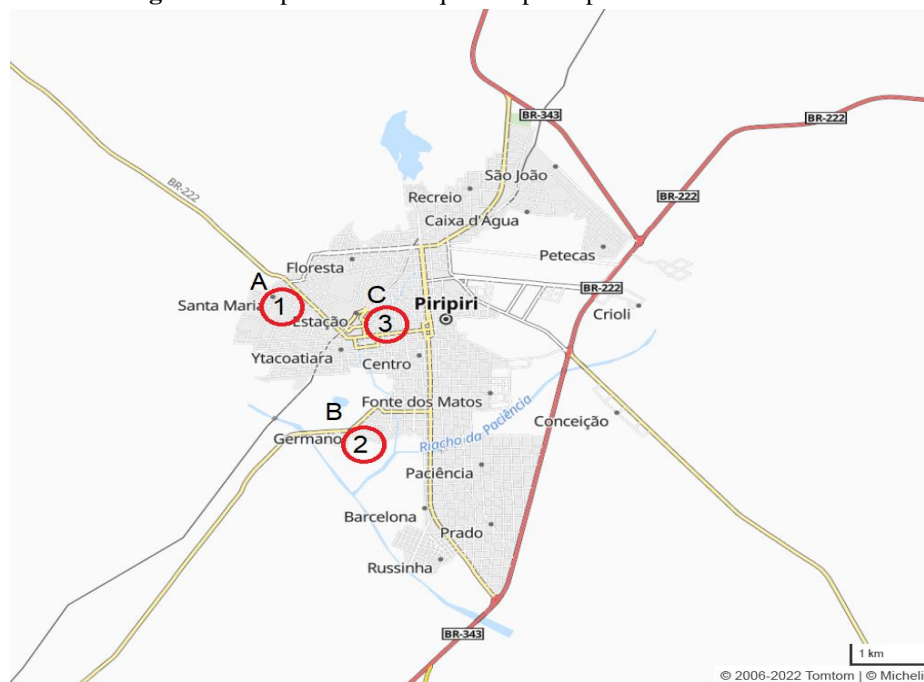 BR-343
BR-222
São João
BR-222
Recreio
BR-222
Caixa d'Água
Petecas
Floresta
A
BR-222
Santa Maria
1
C
Piripiri
Crioli
Estação
3
Ytacoatiara
Centro
Fonte dos Matos
B
Conceição
Germano
2
Riacho da Paciência
Paciência
Barcelona
Prado
Russinha
BR-343
1 km
© 2006-2022 Tomtom | © Micheli